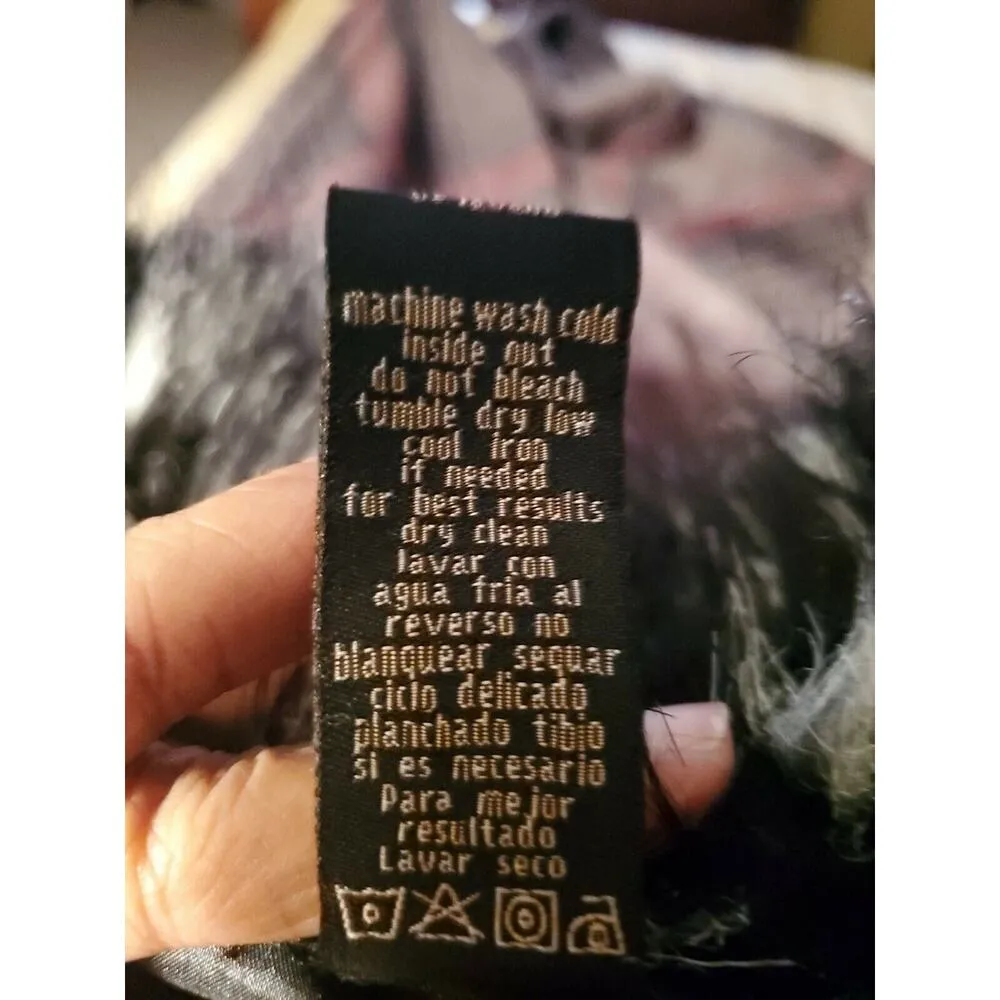 machine wash cold
inside out
do not bleach
tumble dry low
cool iron
if needed
for best results
dry clean
lavar con
agua fria al
reverso no
blanquear sequar
ciclo delicado
planchado tibio
si es necesario
Para mejor
resultado
Lavar seco